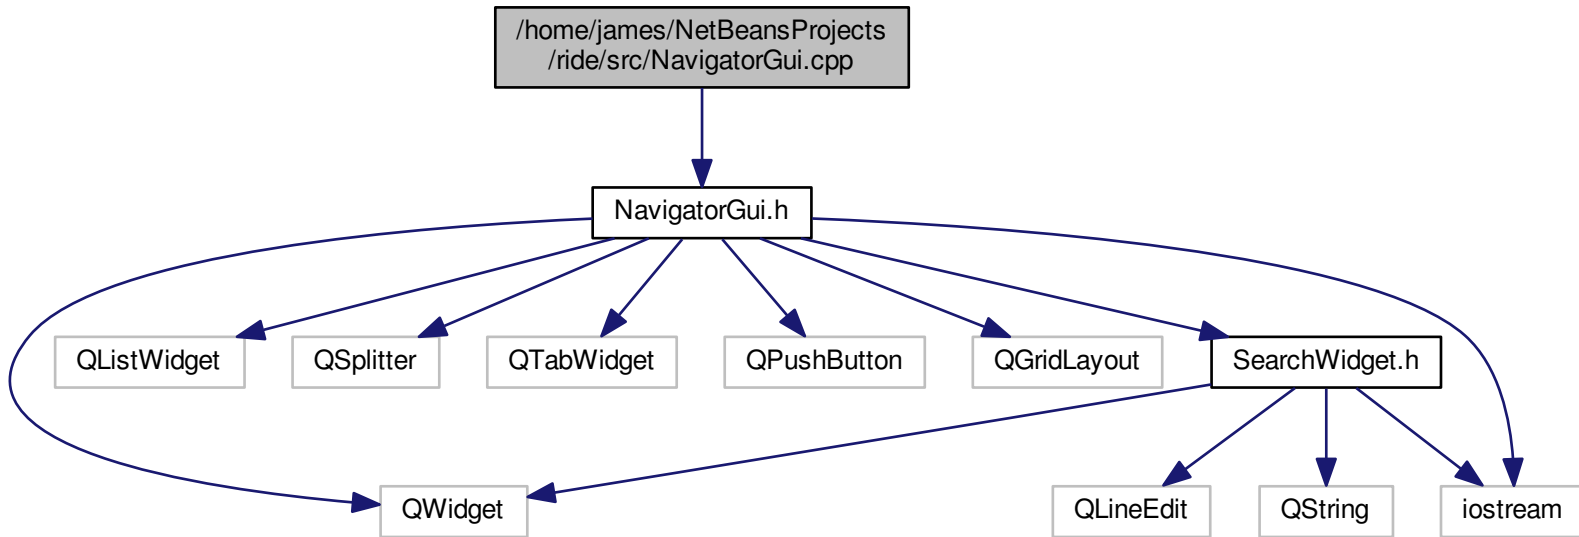 /home/james/NetBeansProjects
/ride/src/NavigatorGui.cpp
NavigatorGui.h
QListWidget
QSplitter
QTabWidget
QPushButton
QGridLayout
SearchWidget.h
QWidget
QLineEdit
QString
iostream